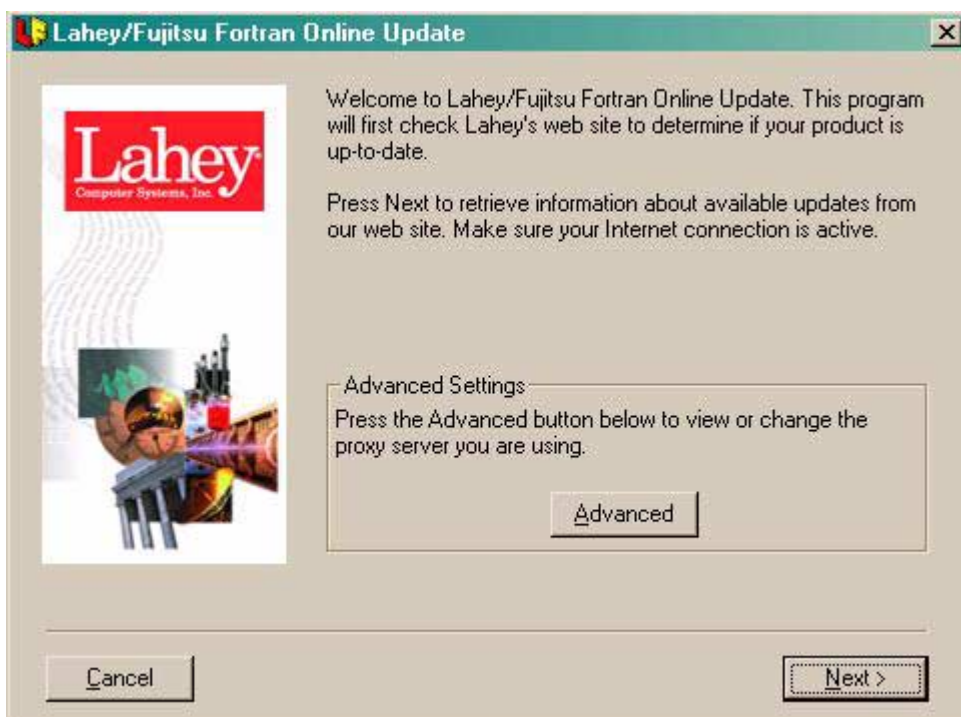 Lahey/Fujitsu Fortran Online Update
Lahey
Computer Systems, Inc.
Welcome to Lahey/Fujitsu Fortran Online Update. This program
will first check Lahey's web site to determine if your product is
up-to-date.
Press Next to retrieve information about available updates from
our web site. Make sure your Internet connection is active.
Advanced Settings
Press the Advanced button below to view or change the
proxy server you are using.
Advanced
Cancel
Next >